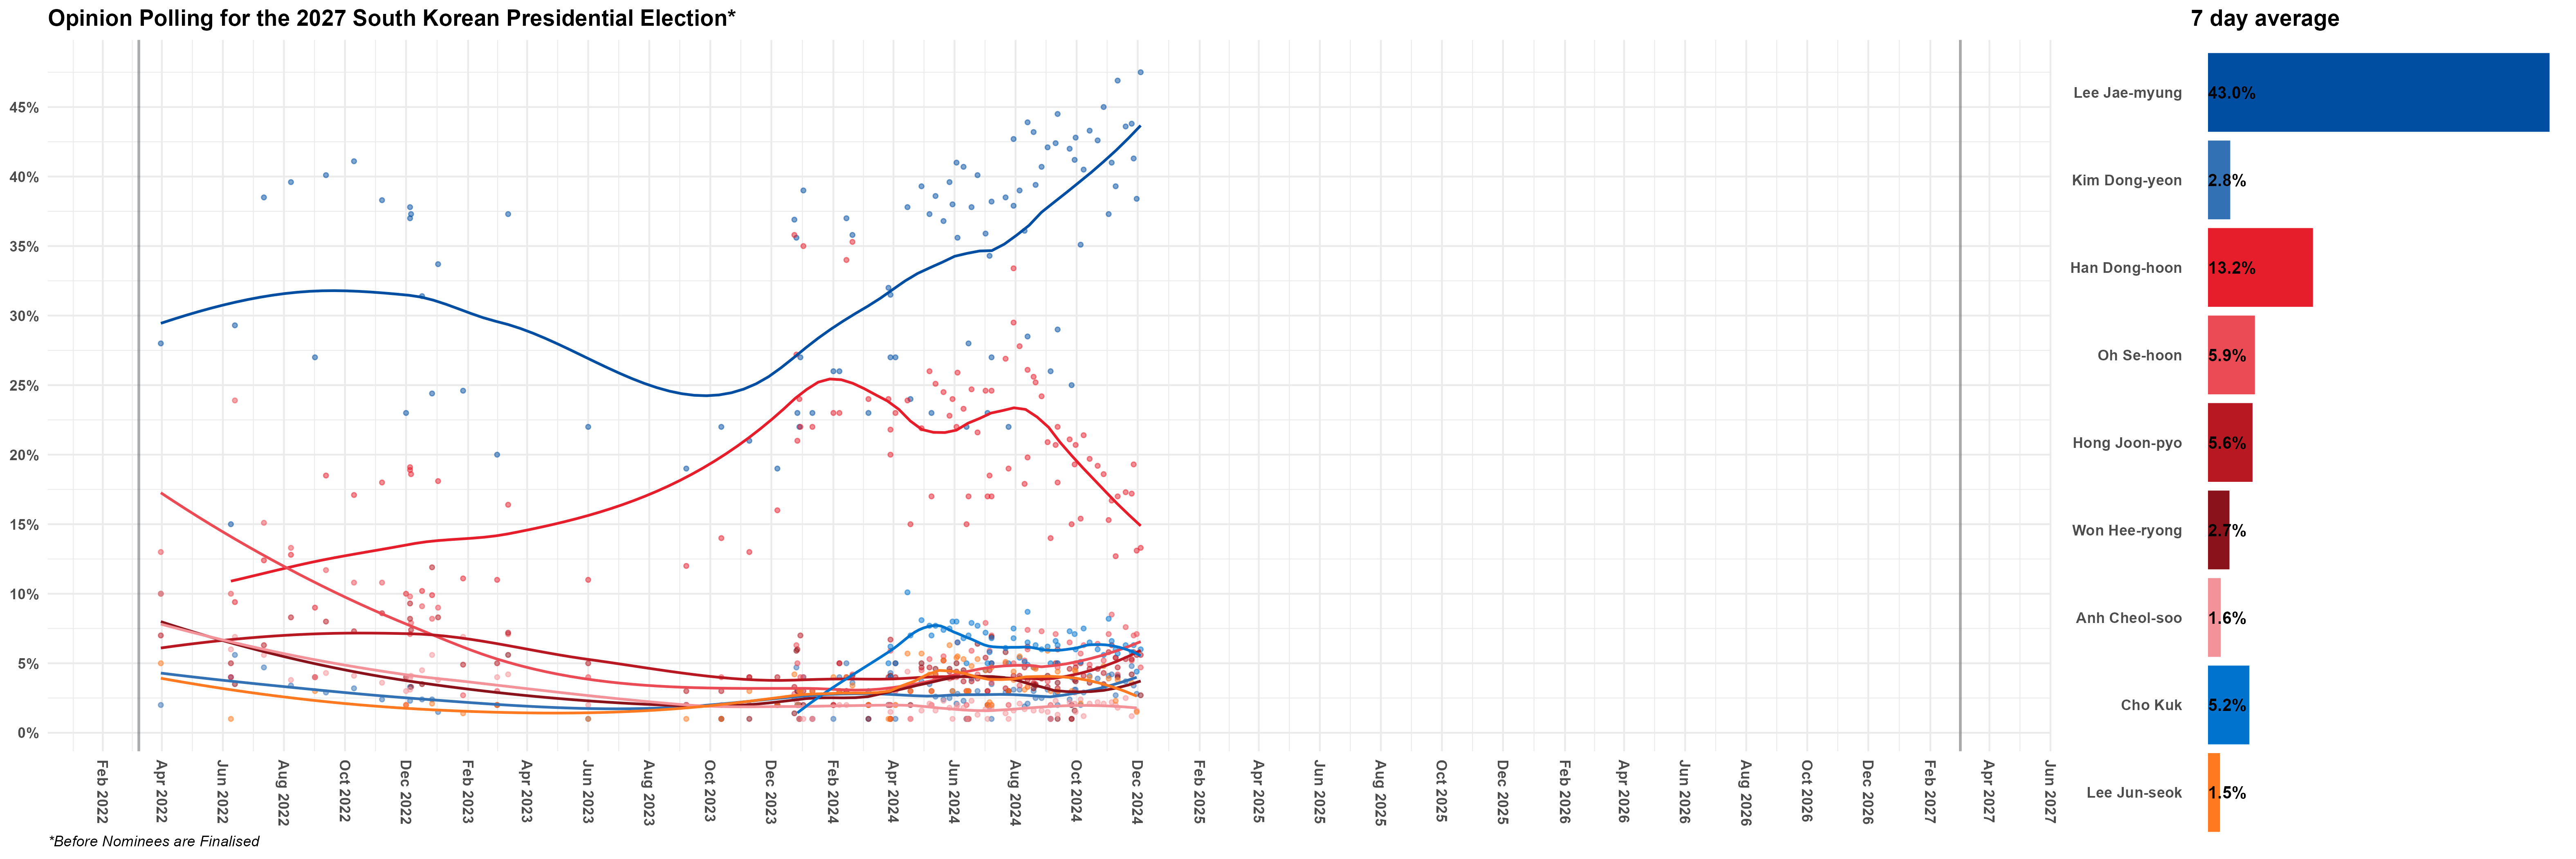 Opinion Polling for the 2027 South Korean Presidential Election*
7 day average
45%
40%
35%
30%
25%
20%
15%
10%
5%
0%
Feb 2022
Apr 2022
Jun 2022
Aug 2022
Oct 2022
Dec 2022
Feb 2023
Apr 2023
Jun 2023
Aug 2023
Oct 2023
Dec 2023
Feb 2024
Apr 2024
Jun 2024
Aug 2024
Oct 2024
Dec 2024
Feb 2025
Apr 2025
Jun 2025
Aug 2025
Oct 2025
Dec 2025
Feb 2026
Apr 2026
Jun 2026
Aug 2026
Oct 2026
Dec 2026
Feb 2027
Apr 2027
Jun 2027
*Before Nominees are Finalised
Lee Jae-myung 43.0%
Kim Dong-yeon 2.8%
Han Dong-hoon 13.2%
Oh Se-hoon 5.9%
Hong Joon-pyo 5.6%
Won Hee-ryong 2.7%
Anh Cheol-soo 1.6%
Cho Kuk 5.2%
Lee Jun-seok 1.5%